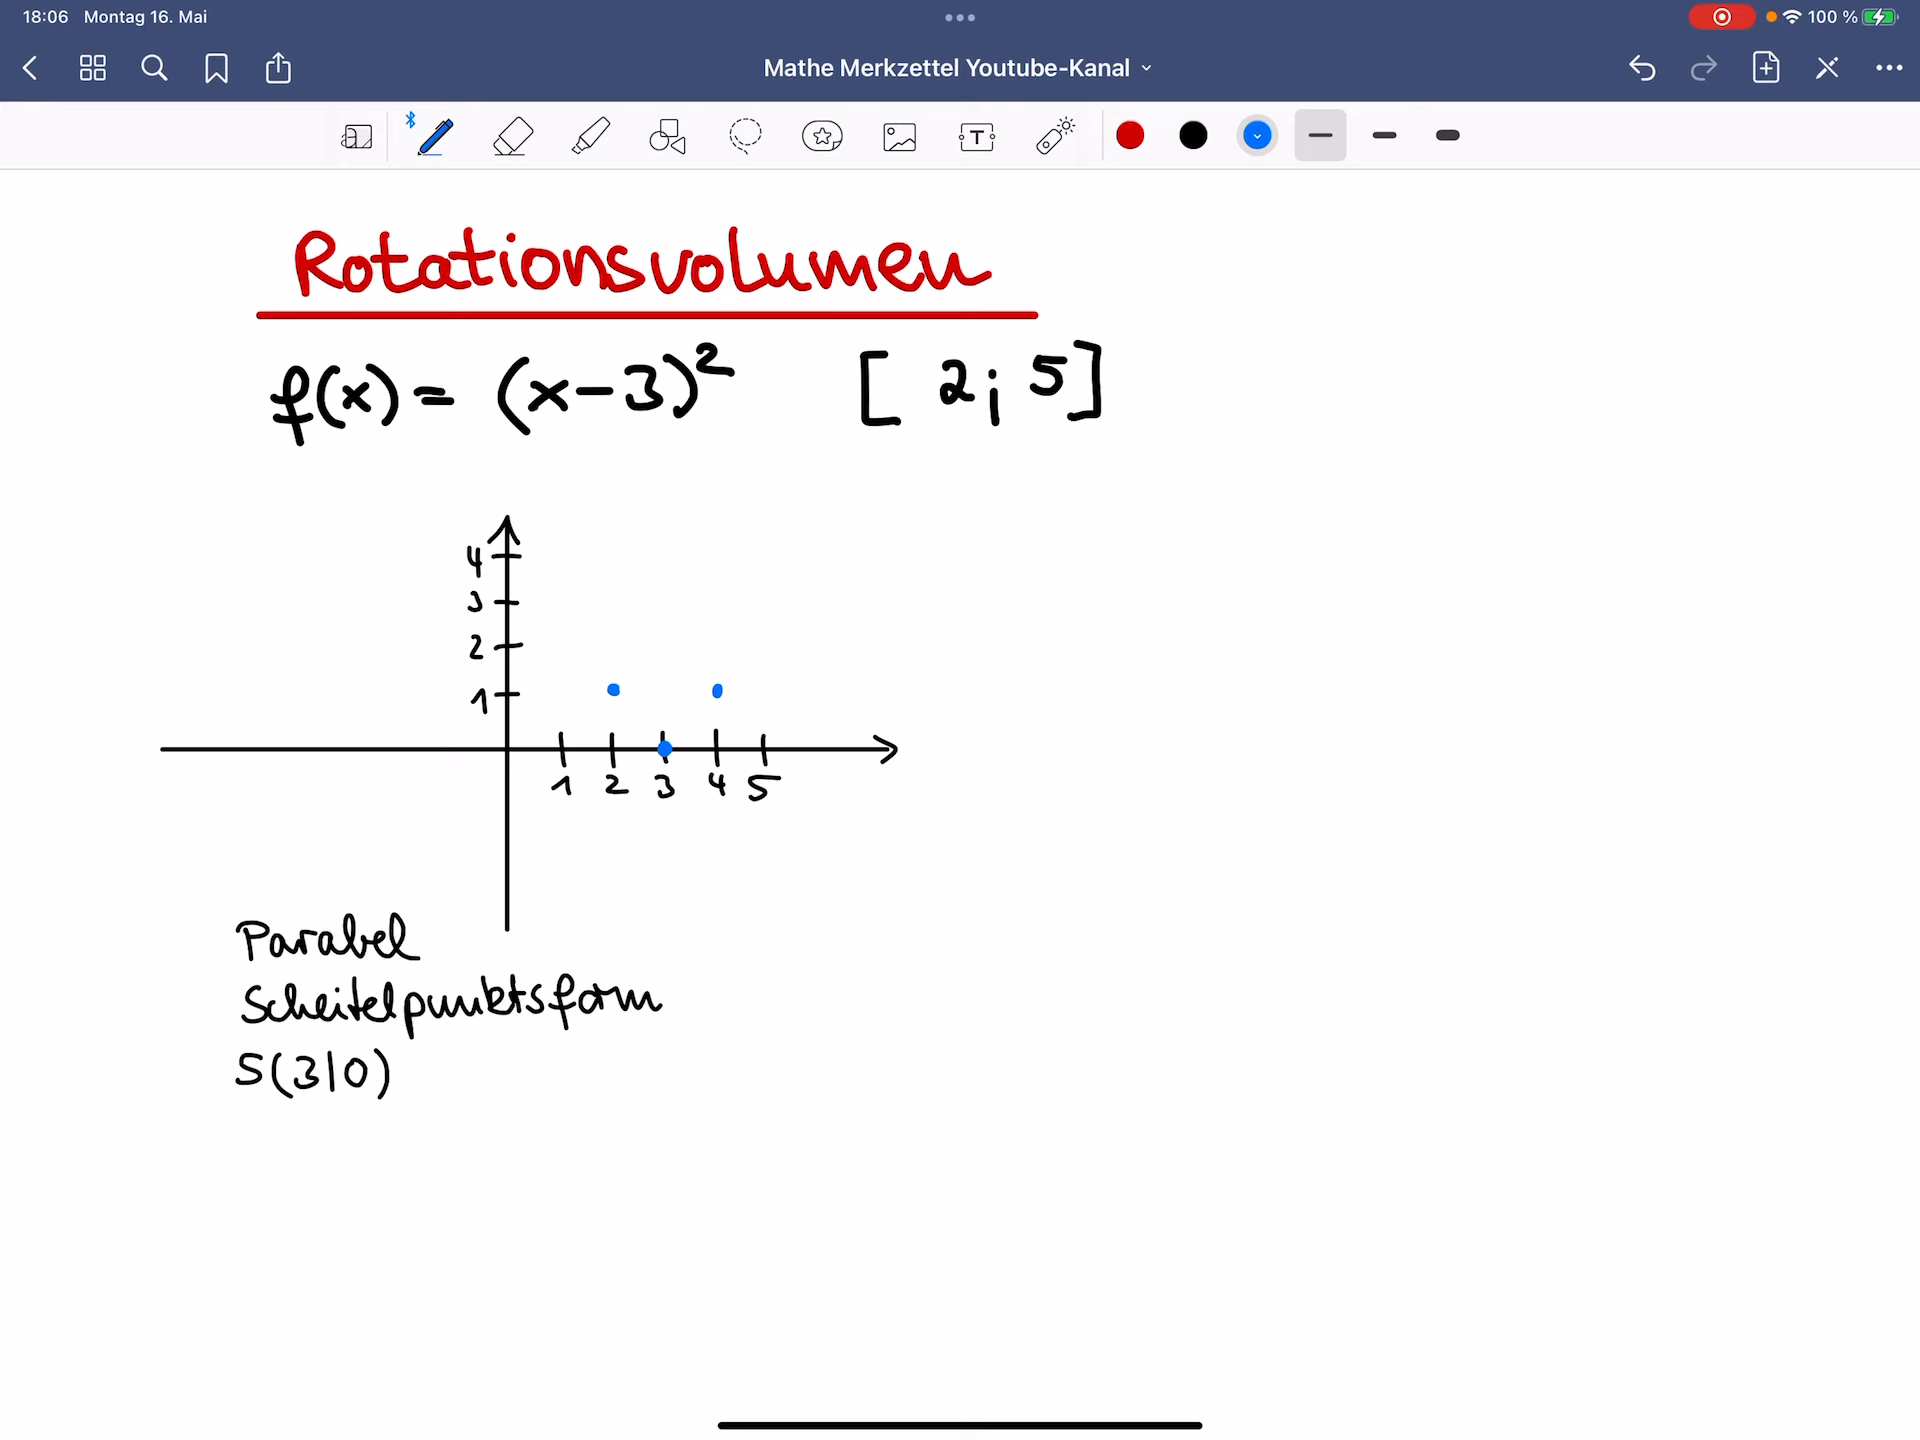 18:06 Montag 16. Mai 100 %
Mathe Merkzettel Youtube-Kanal
Rotationsvolumen
f(x) = (x-3)² [ 2; 5]
4
3
2
1
1 2 3 4 5
Parabel
Scheitelpunktsform
S(3|0)